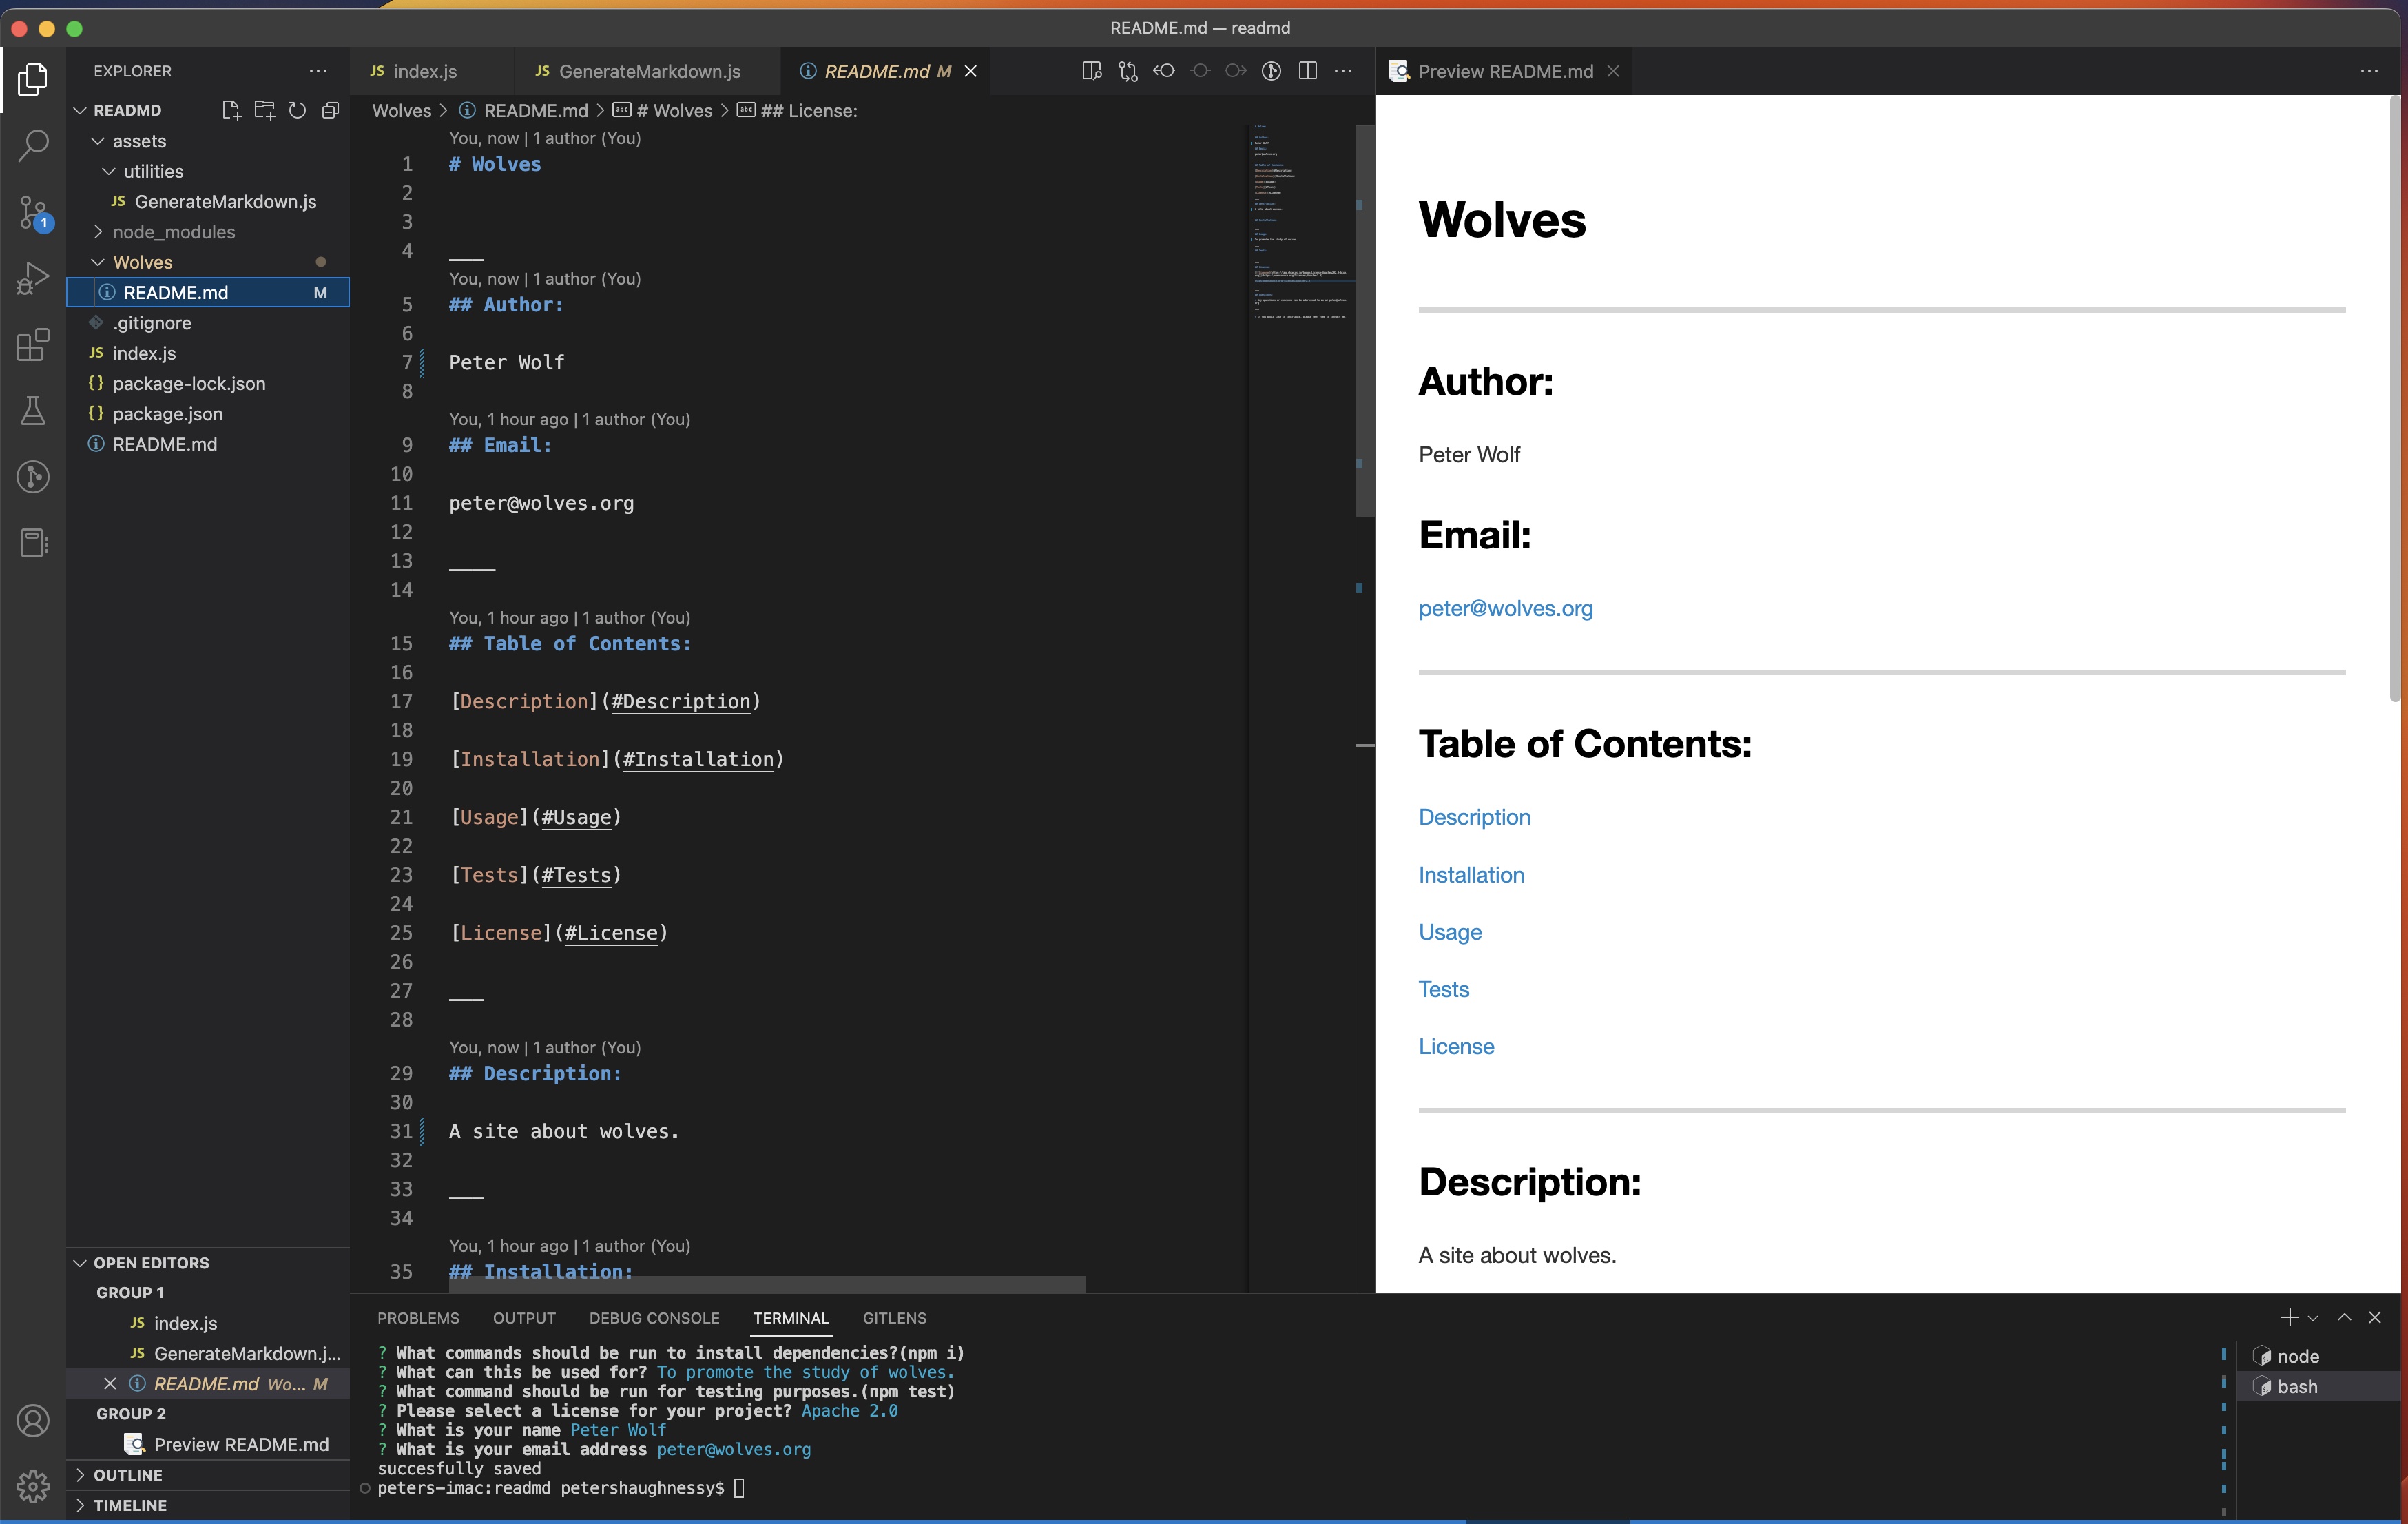 README.md — readmd
EXPLORER
READMD
assets
utilities
JS GenerateMarkdown.js
node_modules
Wolves
README.md M
.gitignore
JS index.js
{} package-lock.json
{} package.json
README.md
1
OPEN EDITORS
GROUP 1
JS index.js
JS GenerateMarkdown.j...
README.md Wo... M
GROUP 2
Preview README.md
OUTLINE
TIMELINE
JS index.js
JS GenerateMarkdown.js
README.md M
Wolves > README.md > abc # Wolves > abc ## License:
You, now | 1 author (You)
1 # Wolves
2
3
4 ___
You, now | 1 author (You)
5 ## Author:
6
7 Peter Wolf
8
You, 1 hour ago | 1 author (You)
9 ## Email:
10
11 peter@wolves.org
12
13 ____
14
You, 1 hour ago | 1 author (You)
15 ## Table of Contents:
16
17 [Description](#Description)
18
19 [Installation](#Installation)
20
21 [Usage](#Usage)
22
23 [Tests](#Tests)
24
25 [License](#License)
26
27 ___
28
You, now | 1 author (You)
29 ## Description:
30
31 A site about wolves.
32
33 ___
34
You, 1 hour ago | 1 author (You)
35 ## Installation:
Preview README.md
Wolves
Author:
Peter Wolf
Email:
peter@wolves.org
Table of Contents:
Description
Installation
Usage
Tests
License
Description:
A site about wolves.
PROBLEMS OUTPUT DEBUG CONSOLE TERMINAL GITLENS
? What commands should be run to install dependencies?(npm i)
? What can this be used for? To promote the study of wolves.
? What command should be run for testing purposes.(npm test)
? Please select a license for your project? Apache 2.0
? What is your name Peter Wolf
? What is your email address peter@wolves.org
succesfully saved
peters-imac:readmd petershaughnessy$
node
bash